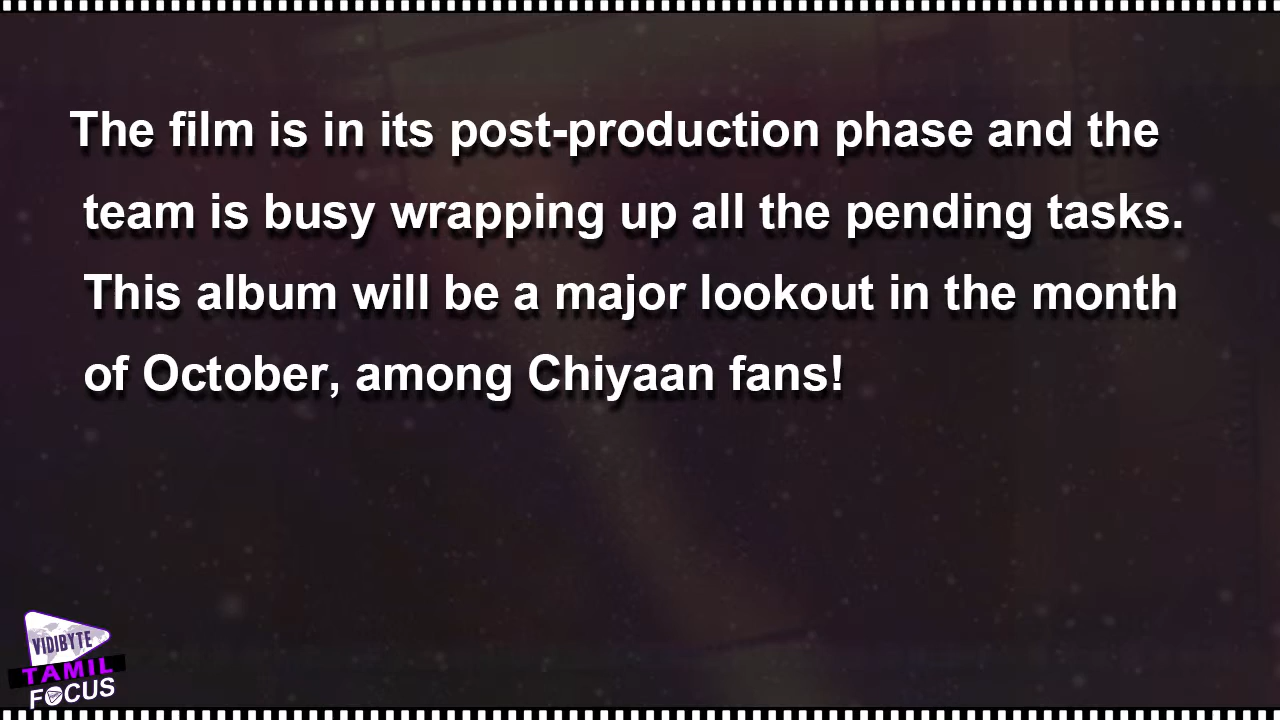 The film is in its post-production phase and the
team is busy wrapping up all the pending tasks.
This album will be a major lookout in the month
of October, among Chiyaan fans!
VIDIBYTE
TAMIL
FOCUS